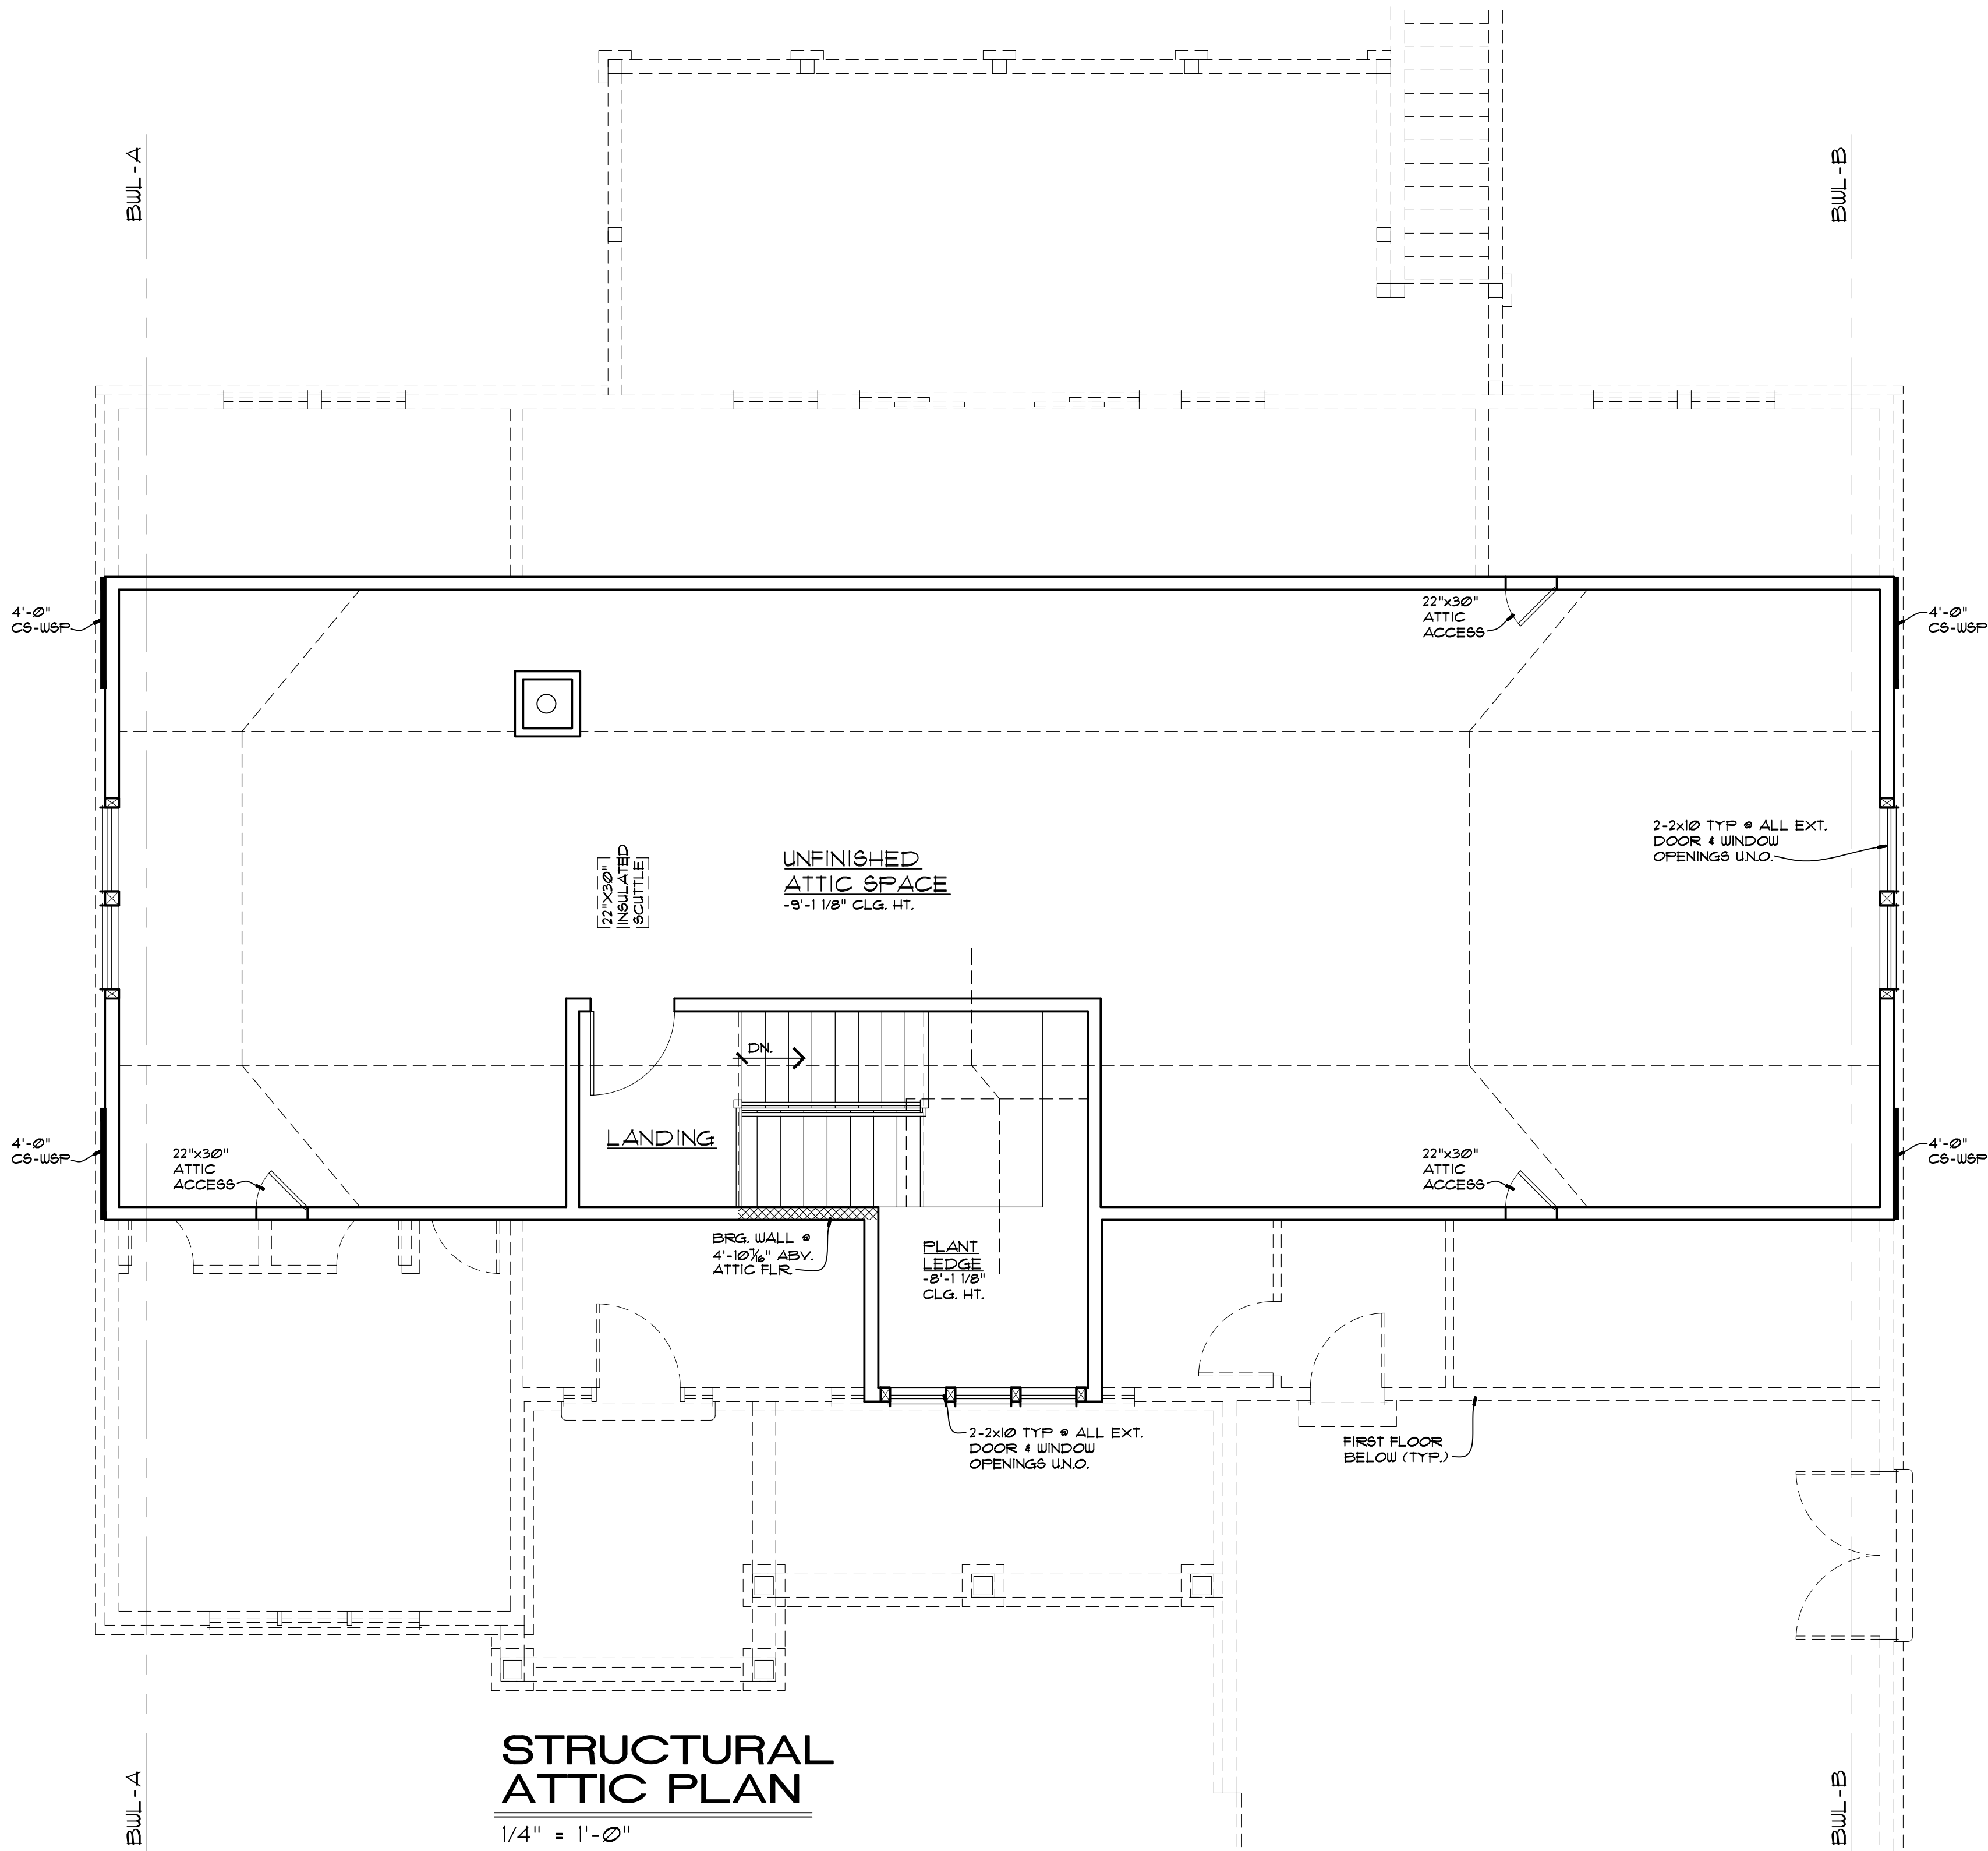 BWL-A
BWL-B
4'-0"
CS-WSP
22"x30"
ATTIC
ACCESS
4'-0"
CS-WSP
2-2x10 TYP @ ALL EXT.
DOOR & WINDOW
OPENINGS U.N.O.
22"X30"
INSULATED
SCUTTLE
UNFINISHED
ATTIC SPACE
-9'-1 1/8" CLG. HT.
DN.
LANDING
4'-0"
CS-WSP
22"x30"
ATTIC
ACCESS
22"x30"
ATTIC
ACCESS
4'-0"
CS-WSP
BRG. WALL @
4'-10 7/16" ABV.
ATTIC FLR.
PLANT
LEDGE
-8'-1 1/8"
CLG. HT.
2-2x10 TYP @ ALL EXT.
DOOR & WINDOW
OPENINGS U.N.O.
FIRST FLOOR
BELOW (TYP.)
STRUCTURAL
ATTIC PLAN
1/4" = 1'-0"
BWL-A
BWL-B